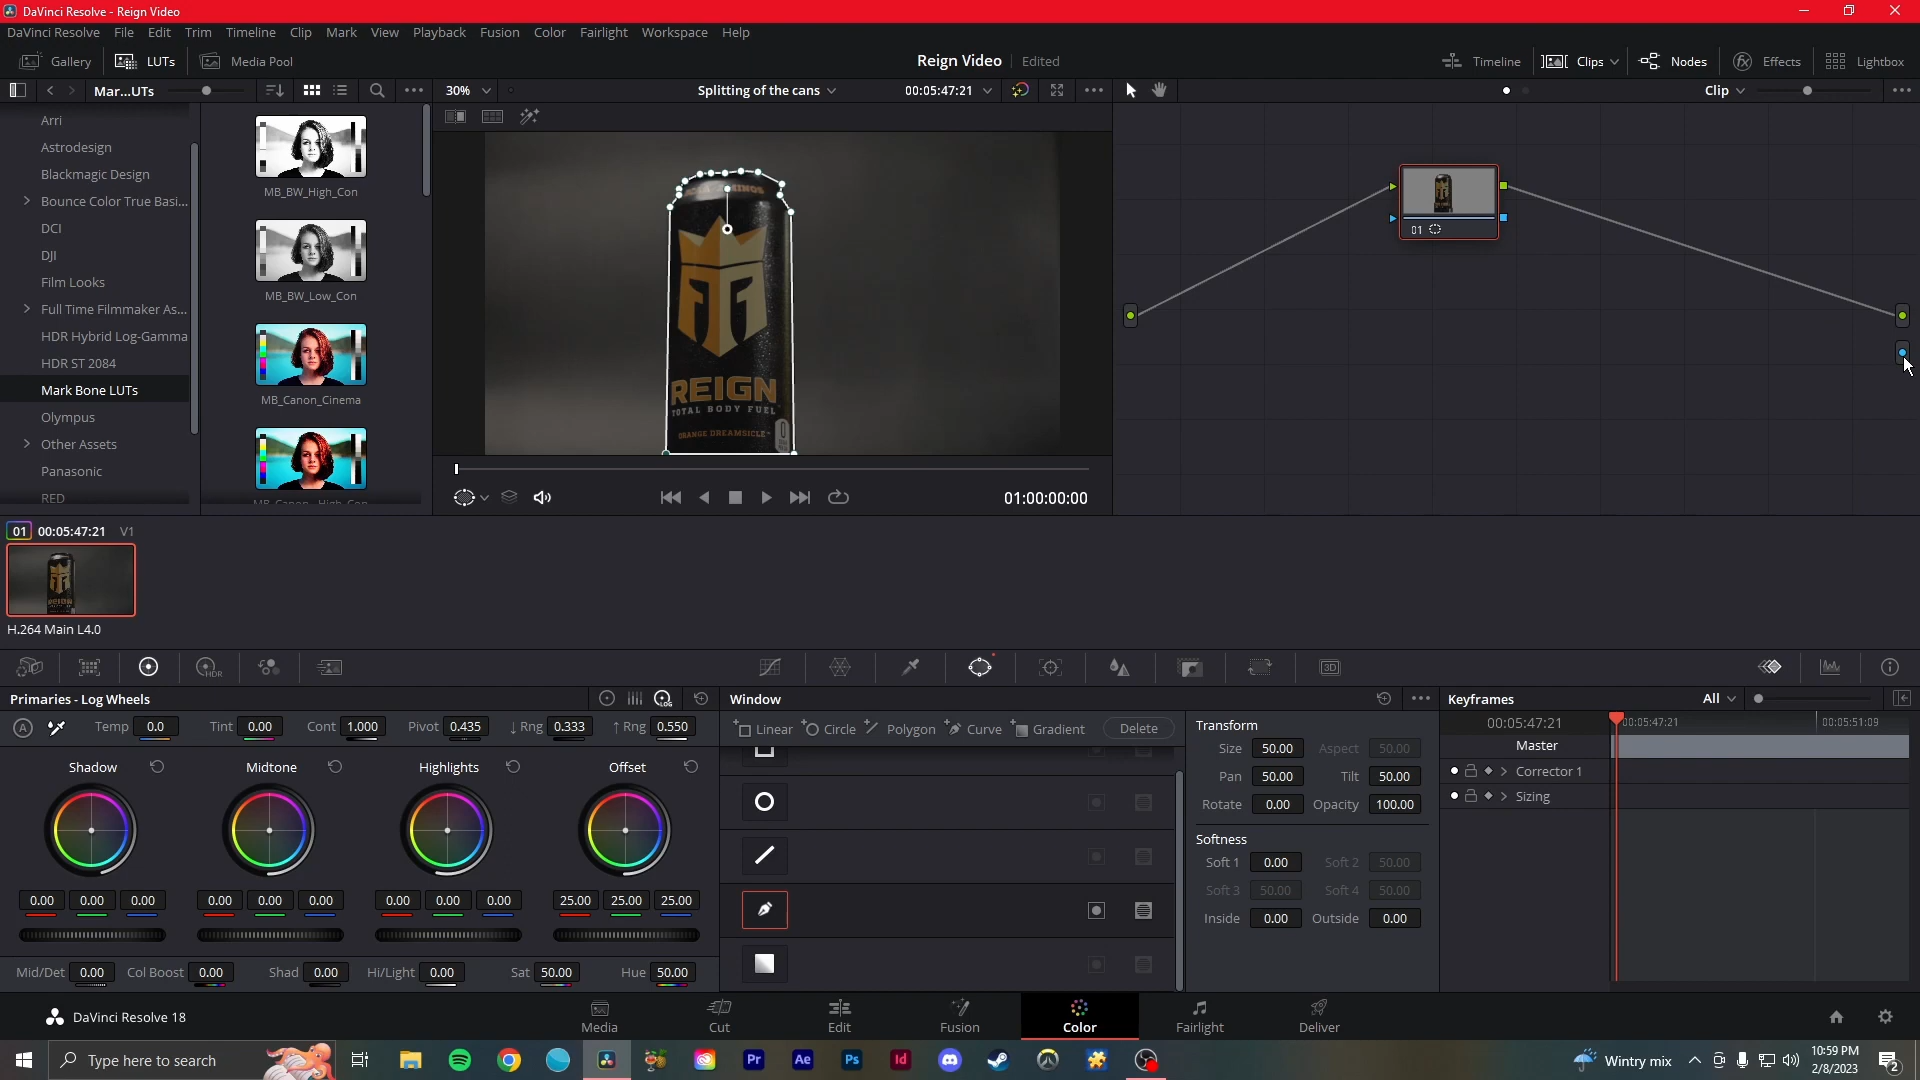 DaVinci Resolve - Reign Video
DaVinci Resolve File Edit Trim Timeline Clip Mark View Playback Fusion Color Fairlight Workspace Help
Gallery LUTs Media Pool Reign Video Edited Timeline Clips Nodes Effects Lightbox
Mar...UTs 30% Splitting of the cans 00:05:47:21 Clip
Arri
Astrodesign
Blackmagic Design
Bounce Color True Basi...
DCI
DJI
Film Looks
Full Time Filmmaker As...
HDR Hybrid Log-Gamma
HDR ST 2084
Mark Bone LUTs
Olympus
Other Assets
Panasonic
RED
MB_BW_High_Con
MB_BW_Low_Con
MB_Canon_Cinema
REIGN
TOTAL BODY FUEL
ORANGE DREAMSICLE
01
01:00:00:00
01 00:05:47:21 V1
REIGN
H.264 Main L4.0
Primaries - Log Wheels
A Temp 0.0 Tint 0.00 Cont 1.000 Pivot 0.435 ↓ Rng 0.333 ↑ Rng 0.550
Shadow Midtone Highlights Offset
0.00 0.00 0.00 0.00 0.00 0.00 0.00 0.00 0.00 25.00 25.00 25.00
Mid/Det 0.00 Col Boost 0.00 Shad 0.00 Hi/Light 0.00 Sat 50.00 Hue 50.00
Window
Linear Circle Polygon Curve Gradient Delete
Transform
Size 50.00 Aspect 50.00
Pan 50.00 Tilt 50.00
Rotate 0.00 Opacity 100.00
Softness
Soft 1 0.00 Soft 2 50.00
Soft 3 50.00 Soft 4 50.00
Inside 0.00 Outside 0.00
Keyframes All
00:05:47:21 00:05:47:21 00:05:51:09
Master
Corrector 1
Sizing
HDR
LOG
3D
DaVinci Resolve 18 Media Cut Edit Fusion Color Fairlight Deliver
Type here to search Pr Ae Ps Id Wintry mix 10:59 PM
2/8/2023 2